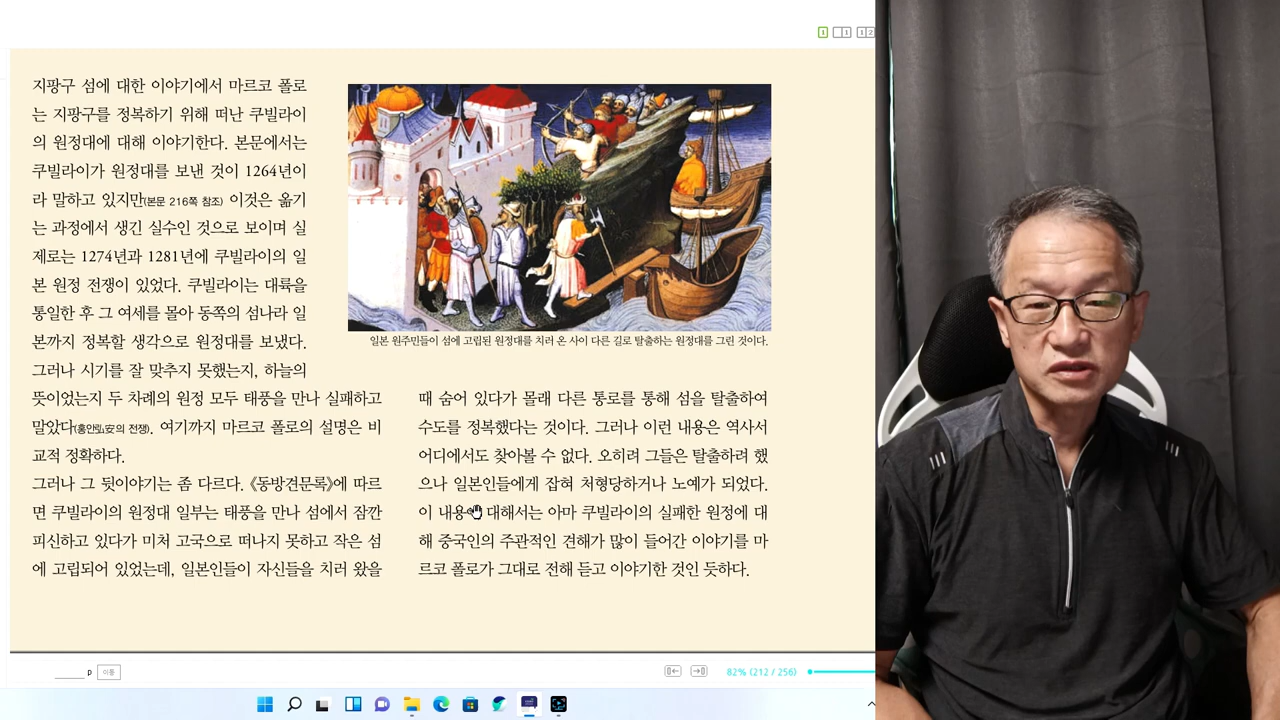 1 1 12
지팡구 섬에 대한 이야기에서 마르코 폴로
는 지팡구를 정복하기 위해 떠난 쿠빌라이
의 원정대에 대해 이야기한다. 본문에서는
쿠빌라이가 원정대를 보낸 것이 1264년이
라 말하고 있지만(본문 216쪽 참조) 이것은 옮기
는 과정에서 생긴 실수인 것으로 보이며 실
제로는 1274년과 1281년에 쿠빌라이의 일
본 원정 전쟁이 있었다. 쿠빌라이는 대륙을
통일한 후 그 여세를 몰아 동쪽의 섬나라 일
본까지 정복할 생각으로 원정대를 보냈다.
그러나 시기를 잘 맞추지 못했는지, 하늘의
뜻이었는지 두 차례의 원정 모두 태풍을 만나 실패하고
말았다(홍안弘安의 전쟁). 여기까지 마르코 폴로의 설명은 비
교적 정확하다.
그러나 그 뒷이야기는 좀 다르다. 《동방견문록》에 따르
면 쿠빌라이의 원정대 일부는 태풍을 만나 섬에서 잠깐
피신하고 있다가 미처 고국으로 떠나지 못하고 작은 섬
에 고립되어 있었는데, 일본인들이 자신들을 치러 왔을
일본 원주민들이 섬에 고립된 원정대를 치러 온 사이 다른 길로 탈출하는 원정대를 그린 것이다.
때 숨어 있다가 몰래 다른 통로를 통해 섬을 탈출하여
수도를 정복했다는 것이다. 그러나 이런 내용은 역사서
어디에서도 찾아볼 수 없다. 오히려 그들은 탈출하려 했
으나 일본인들에게 잡혀 처형당하거나 노예가 되었다.
이 내용에 대해서는 아마 쿠빌라이의 실패한 원정에 대
해 중국인의 주관적인 견해가 많이 들어간 이야기를 마
르코 폴로가 그대로 전해 듣고 이야기한 것인 듯하다.
p 이동
82% (212 / 256)